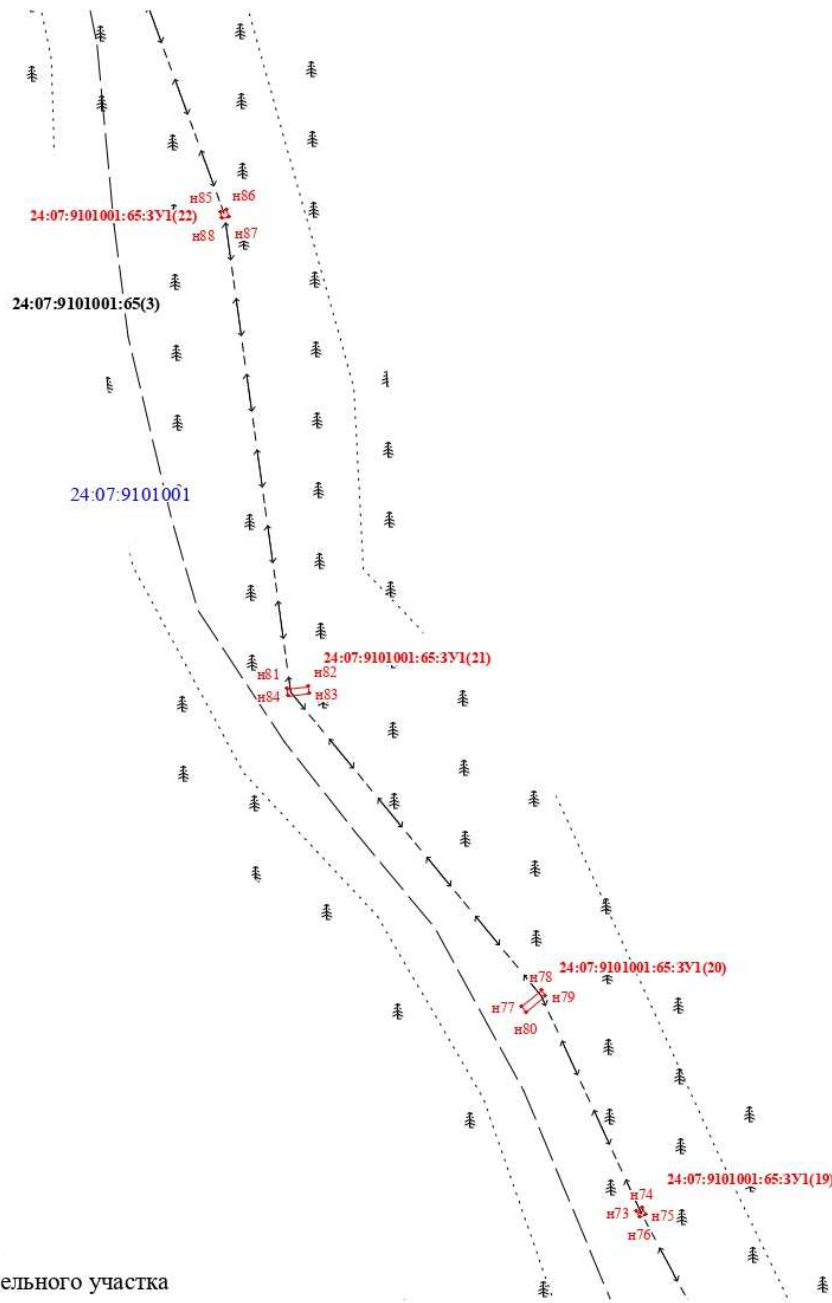 н85 н86
24:07:9101001:65:ЗУ1(22)
н88 н87
24:07:9101001:65(3)
24:07:9101001
24:07:9101001:65:ЗУ1(21)
н81 н82
н84 н83
24:07:9101001:65:ЗУ1(20)
н78
н77 н79
н80
24:07:9101001:65:ЗУ1(19)
н74
н73 н75
н76
ельного участка